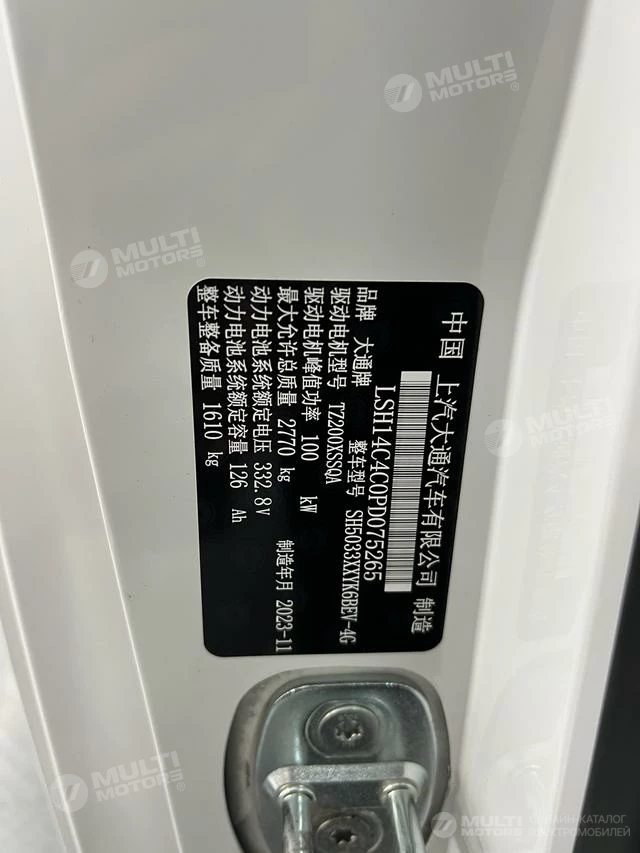 中国 上汽大通汽车有限公司 制造
LSH14C4C0PD075265
品牌 大通牌 整车型号 SH5033XXYK6BEV-4G
驱动电机型号 TZ200XSSQA
驱动电机峰值功率 100 kW
最大允许总质量 2770 kg 制造年月 2023-11
动力电池系统额定电压 332.8V
动力电池系统额定容量 126 Ah
整车整备质量 1610 kg
MULTI
MOTORS
MULTI
MOTORS
MULTI
MOTORS
MULTI
MOTORS
ОНЛАЙН-КАТАЛОГ
ЭЛЕКТРОМОБИЛЕЙ